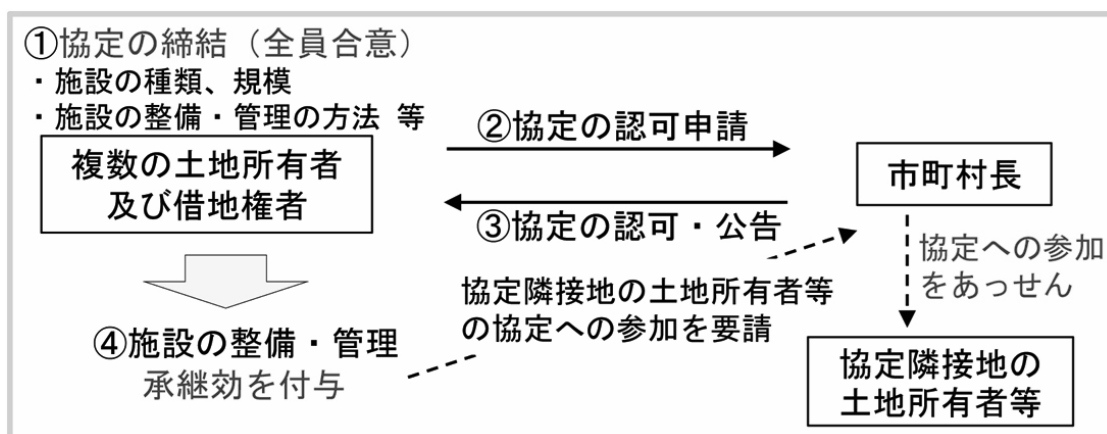 ①協定の締結（全員合意）
・施設の種類、規模
・施設の整備・管理の方法 等
複数の土地所有者
及び借地権者
②協定の認可申請
③協定の認可・公告
市町村長
協定への参加
をあっせん
協定隣接地の土地所有者等
の協定への参加を要請
④施設の整備・管理
承継効を付与
協定隣接地の
土地所有者等